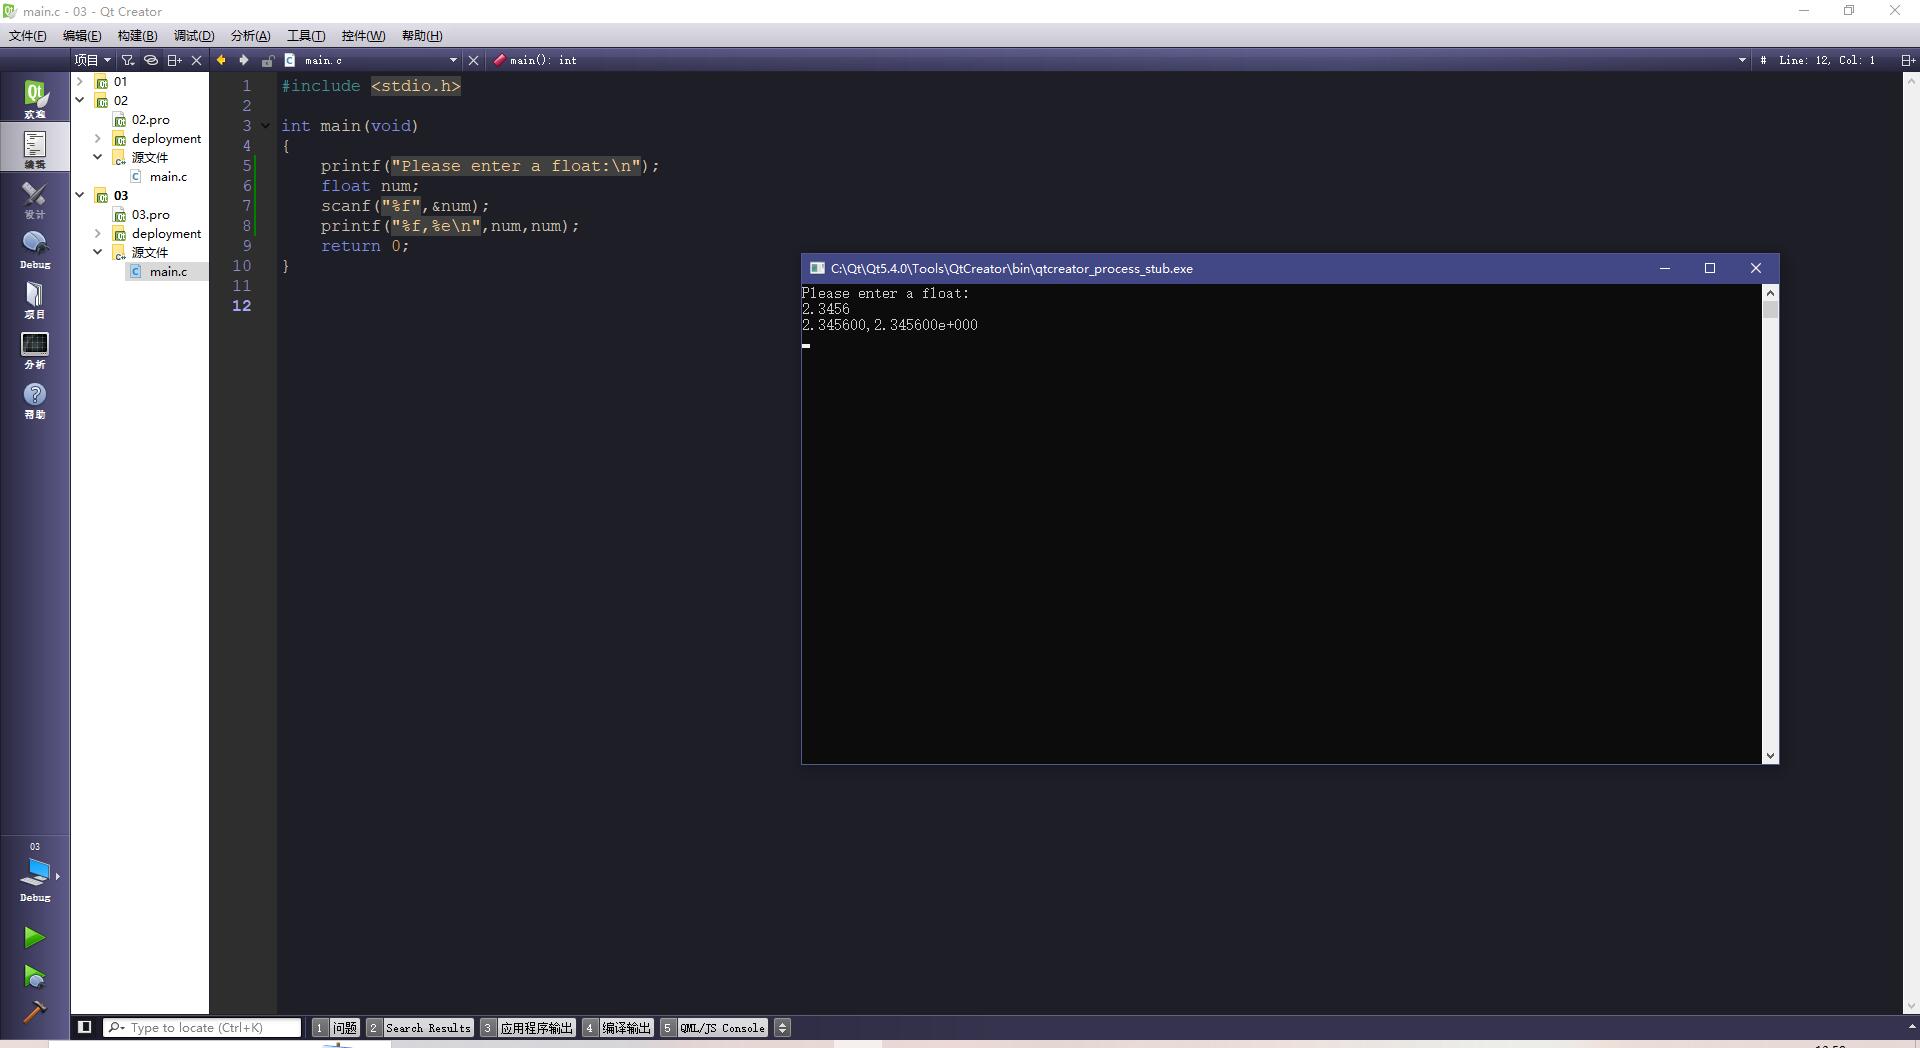 main.c - 03 - Qt Creator
文件(F) 编辑(E) 构建(B) 调试(D) 分析(A) 工具(T) 控件(W) 帮助(H)
项目 main.c main(): int # Line: 12, Col: 1
欢迎
编辑
设计
Debug
项目
分析
帮助
03
Debug
01
02
02.pro
deployment
源文件
main.c
03
03.pro
deployment
源文件
main.c
1 #include <stdio.h>
2
3 int main(void)
4 {
5 printf("Please enter a float:\n");
6 float num;
7 scanf("%f",&num);
8 printf("%f,%e\n",num,num);
9 return 0;
10 }
11
12
C:\Qt\Qt5.4.0\Tools\QtCreator\bin\qtcreator_process_stub.exe
Please enter a float:
2.3456
2.345600,2.345600e+000
Type to locate (Ctrl+K) 1 问题 2 Search Results 3 应用程序输出 4 编译输出 5 QML/JS Console